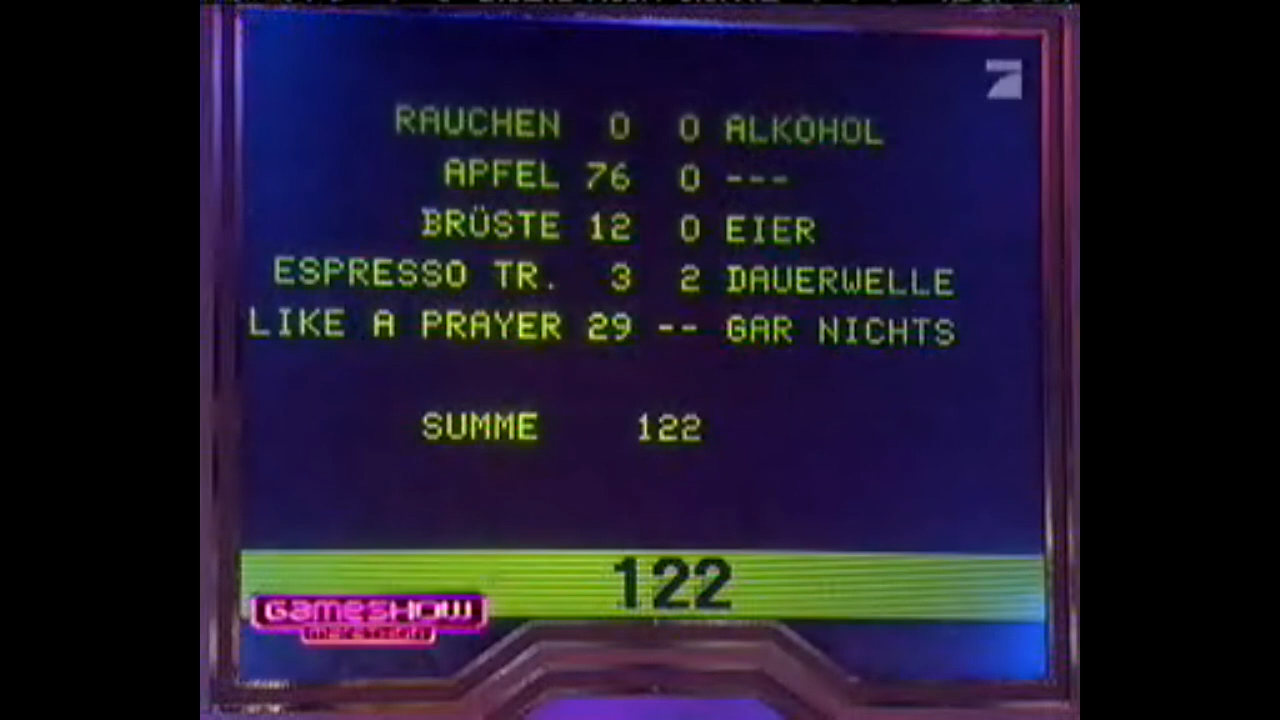 RAUCHEN 0 0 ALKOHOL
APFEL 76 0 ---
BRÜSTE 12 0 EIER
ESPRESSO TR. 3 2 DAUERWELLE
LIKE A PRAYER 29 -- GAR NICHTS
SUMME 122
122
GAMESHOW
7